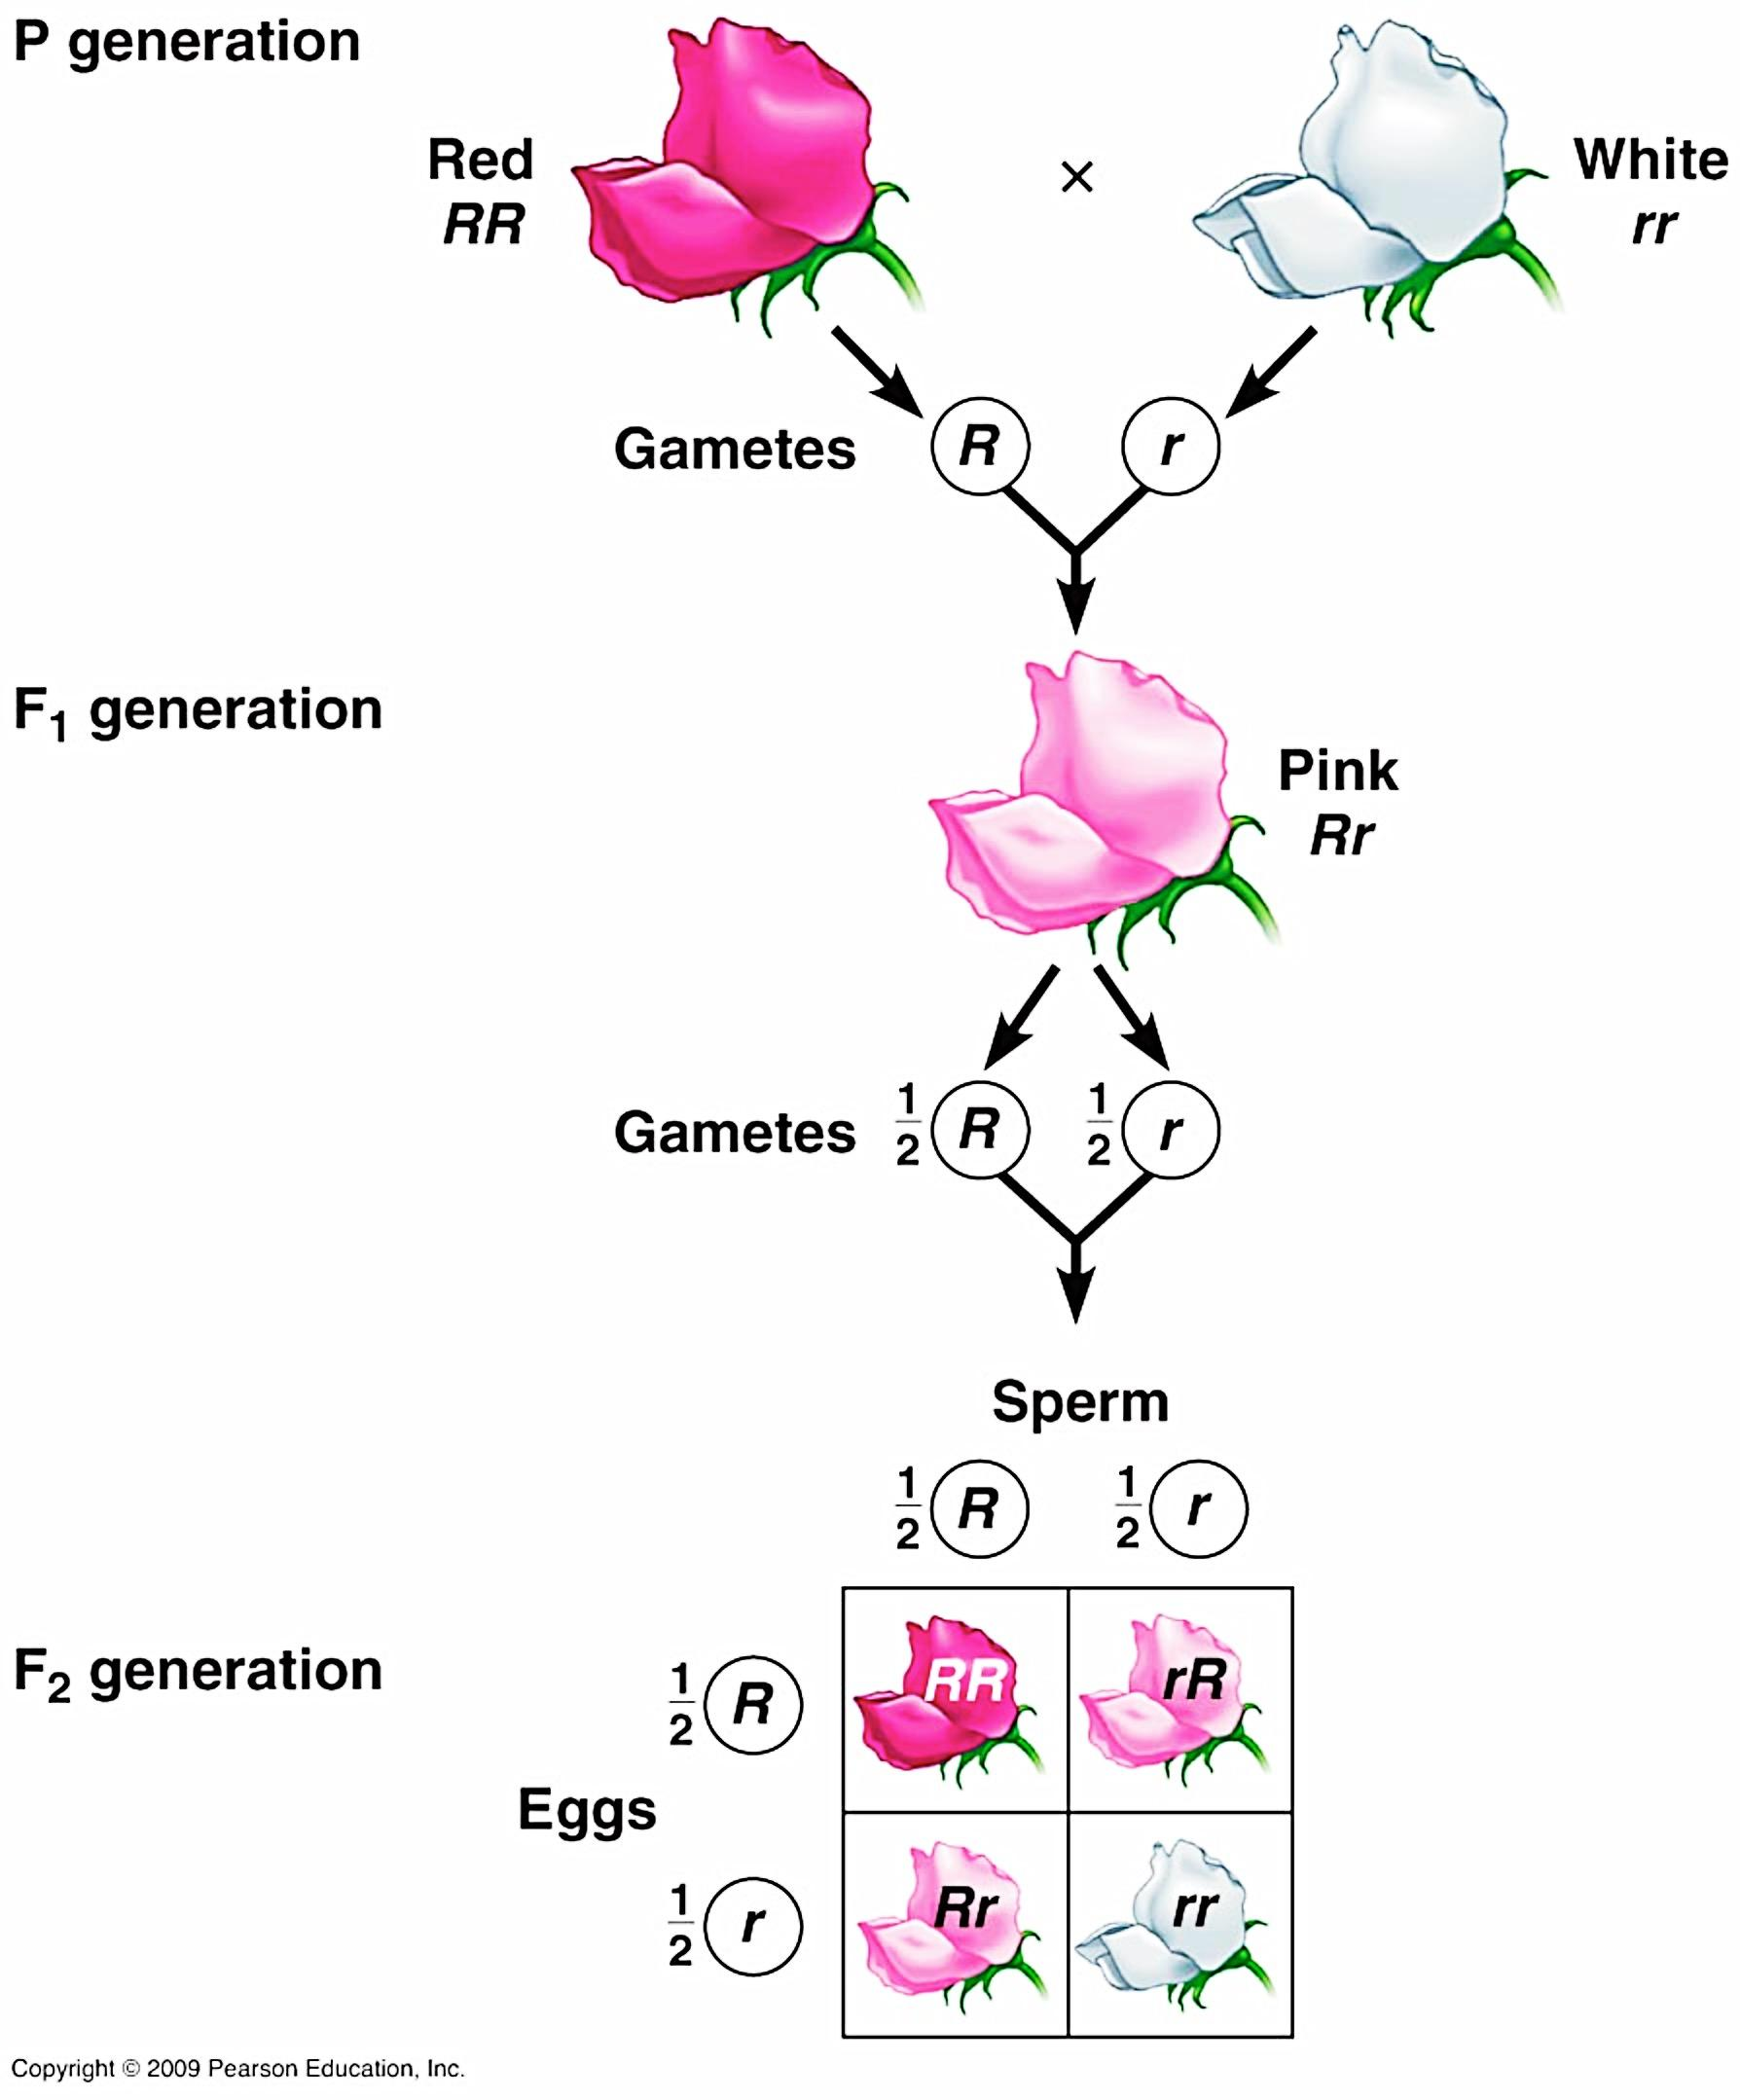 P generation
Red
RR
×
White
rr
Gametes
R
r
F1 generation
Pink
Rr
Gametes
1/2 R
1/2 r
Sperm
1/2 R
1/2 r
F2 generation
Eggs
1/2 R
RR
rR
1/2 r
Rr
rr
Copyright © 2009 Pearson Education, Inc.